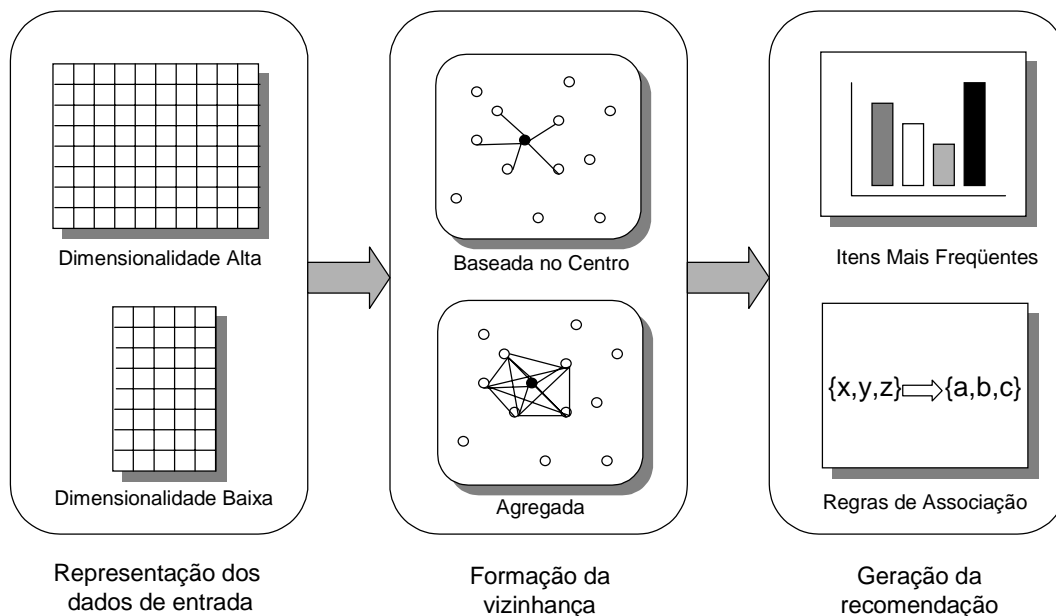 Dimensionalidade Alta
Dimensionalidade Baixa
Representação dos
dados de entrada
Baseada no Centro
Agregada
Formação da
vizinhança
Itens Mais Freqüentes
{x,y,z}⇨{a,b,c}
Regras de Associação
Geração da
recomendação